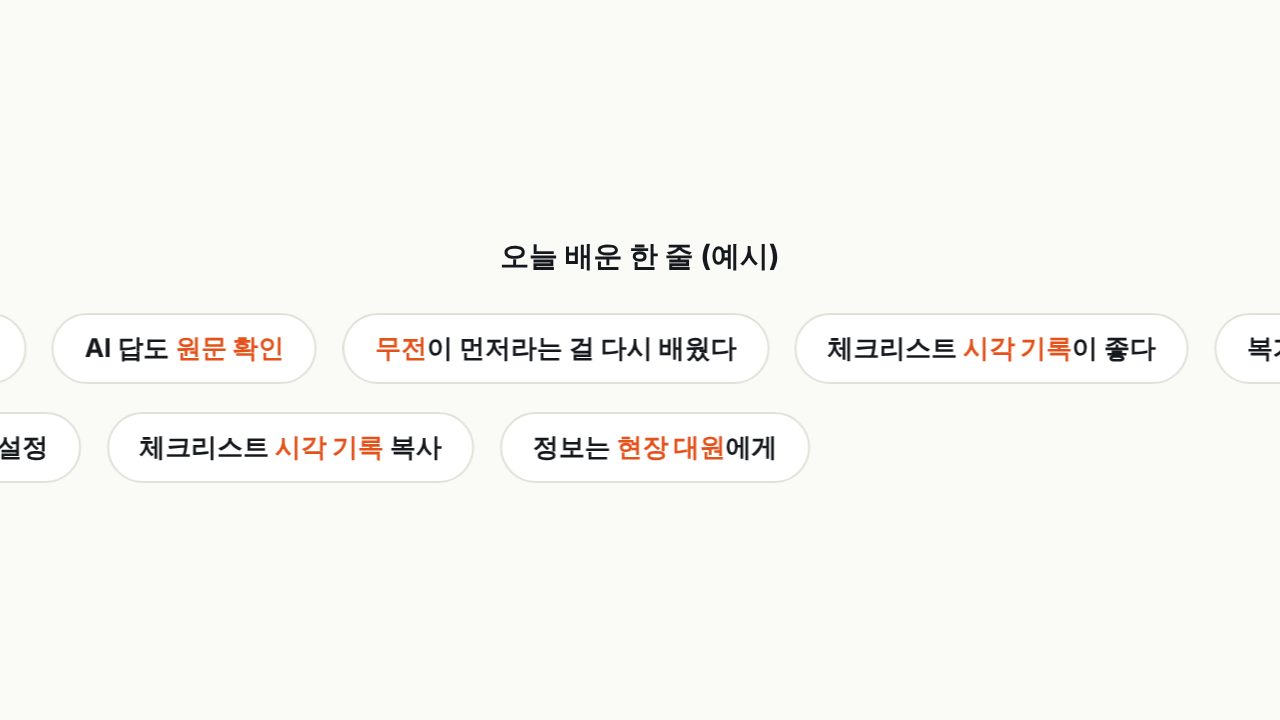 오늘 배운 한 줄 (예시)
AI 답도 원문 확인
무전이 먼저라는 걸 다시 배웠다
체크리스트 시각 기록이 좋다
설정
체크리스트 시각 기록 복사
정보는 현장 대원에게